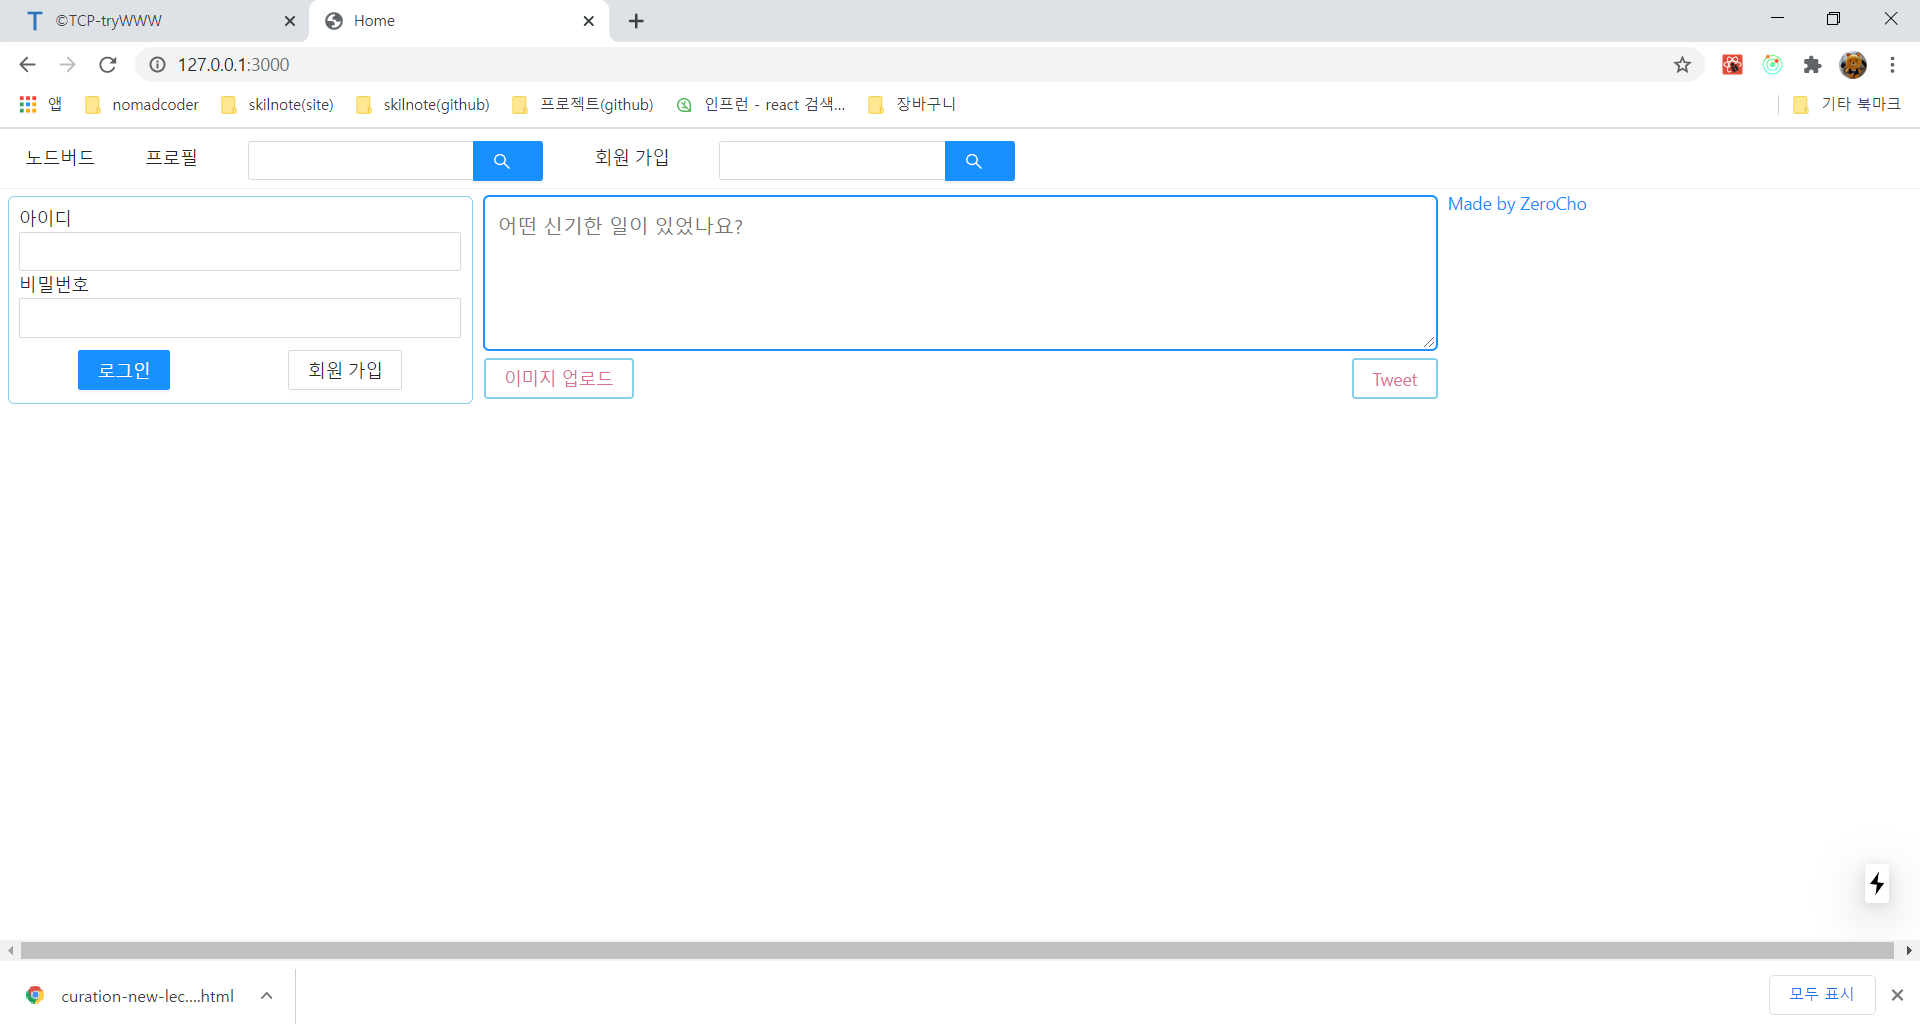 ©TCP-tryWWW
Home
127.0.0.1:3000
앱
nomadcoder
skilnote(site)
skilnote(github)
프로젝트(github)
인프런 - react 검색...
장바구니
기타 북마크
노드버드
프로필
회원 가입
아이디
비밀번호
로그인
회원 가입
어떤 신기한 일이 있었나요?
이미지 업로드
Tweet
Made by ZeroCho
curation-new-lec....html
모두 표시